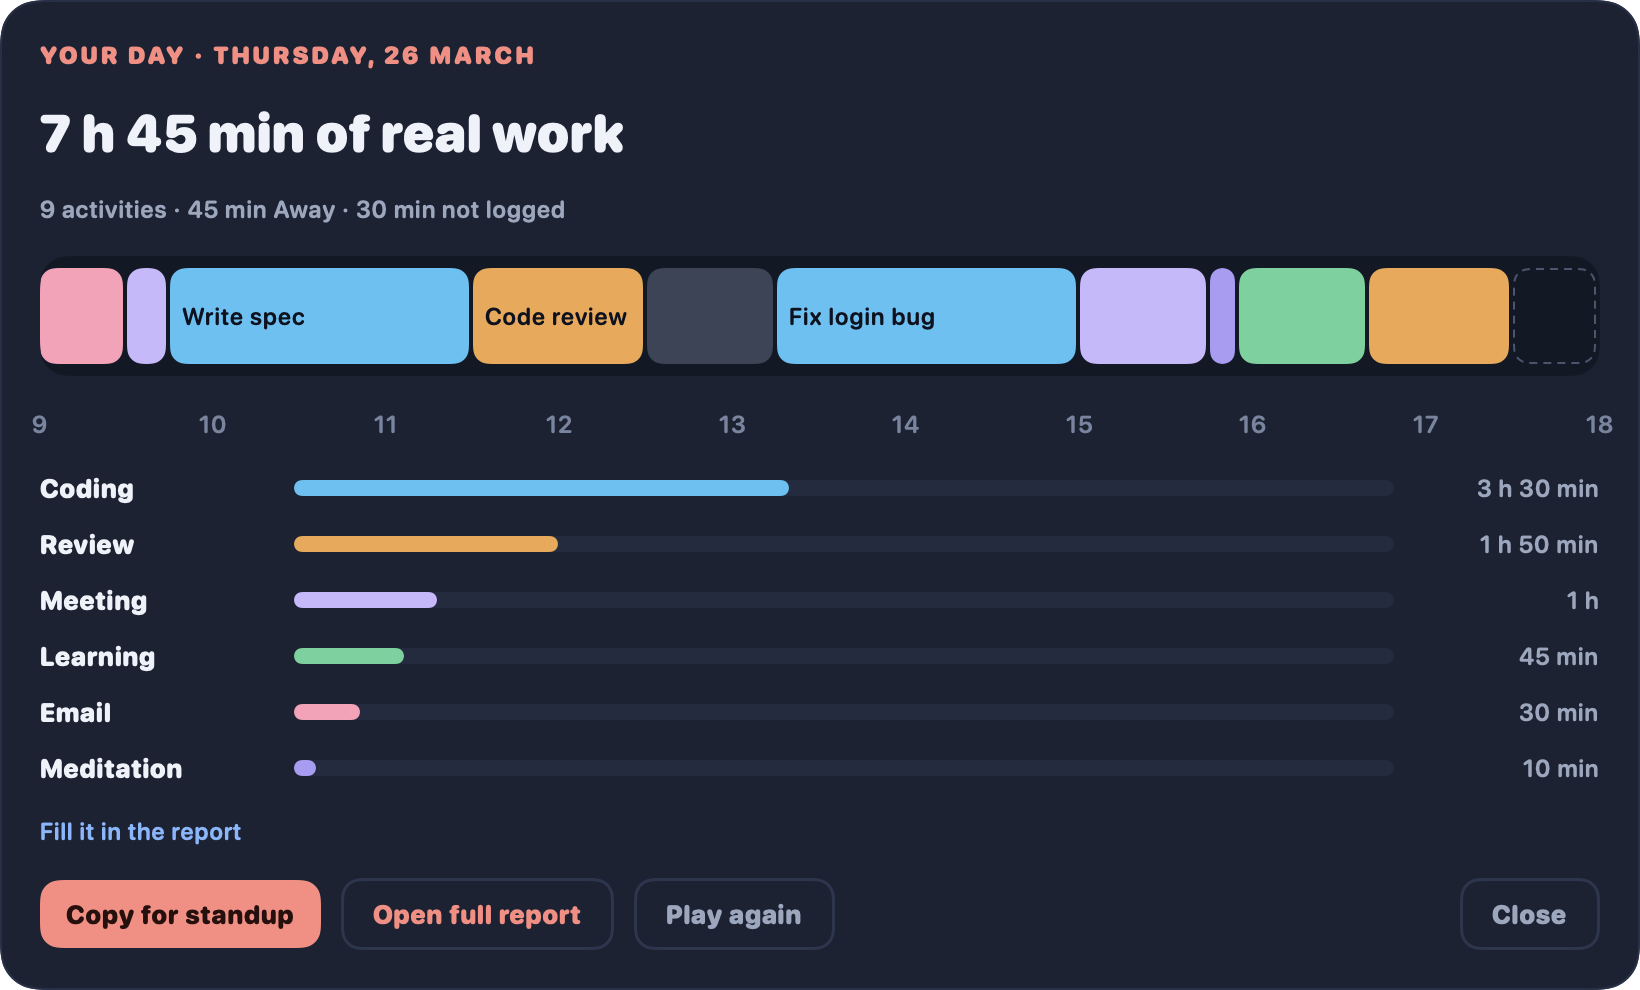 YOUR DAY · THURSDAY, 26 MARCH
7 h 45 min of real work
9 activities · 45 min Away · 30 min not logged
Write spec Code review Fix login bug
9 10 11 12 13 14 15 16 17 18
Coding 3 h 30 min
Review 1 h 50 min
Meeting 1 h
Learning 45 min
Email 30 min
Meditation 10 min
Fill it in the report
Copy for standup Open full report Play again Close